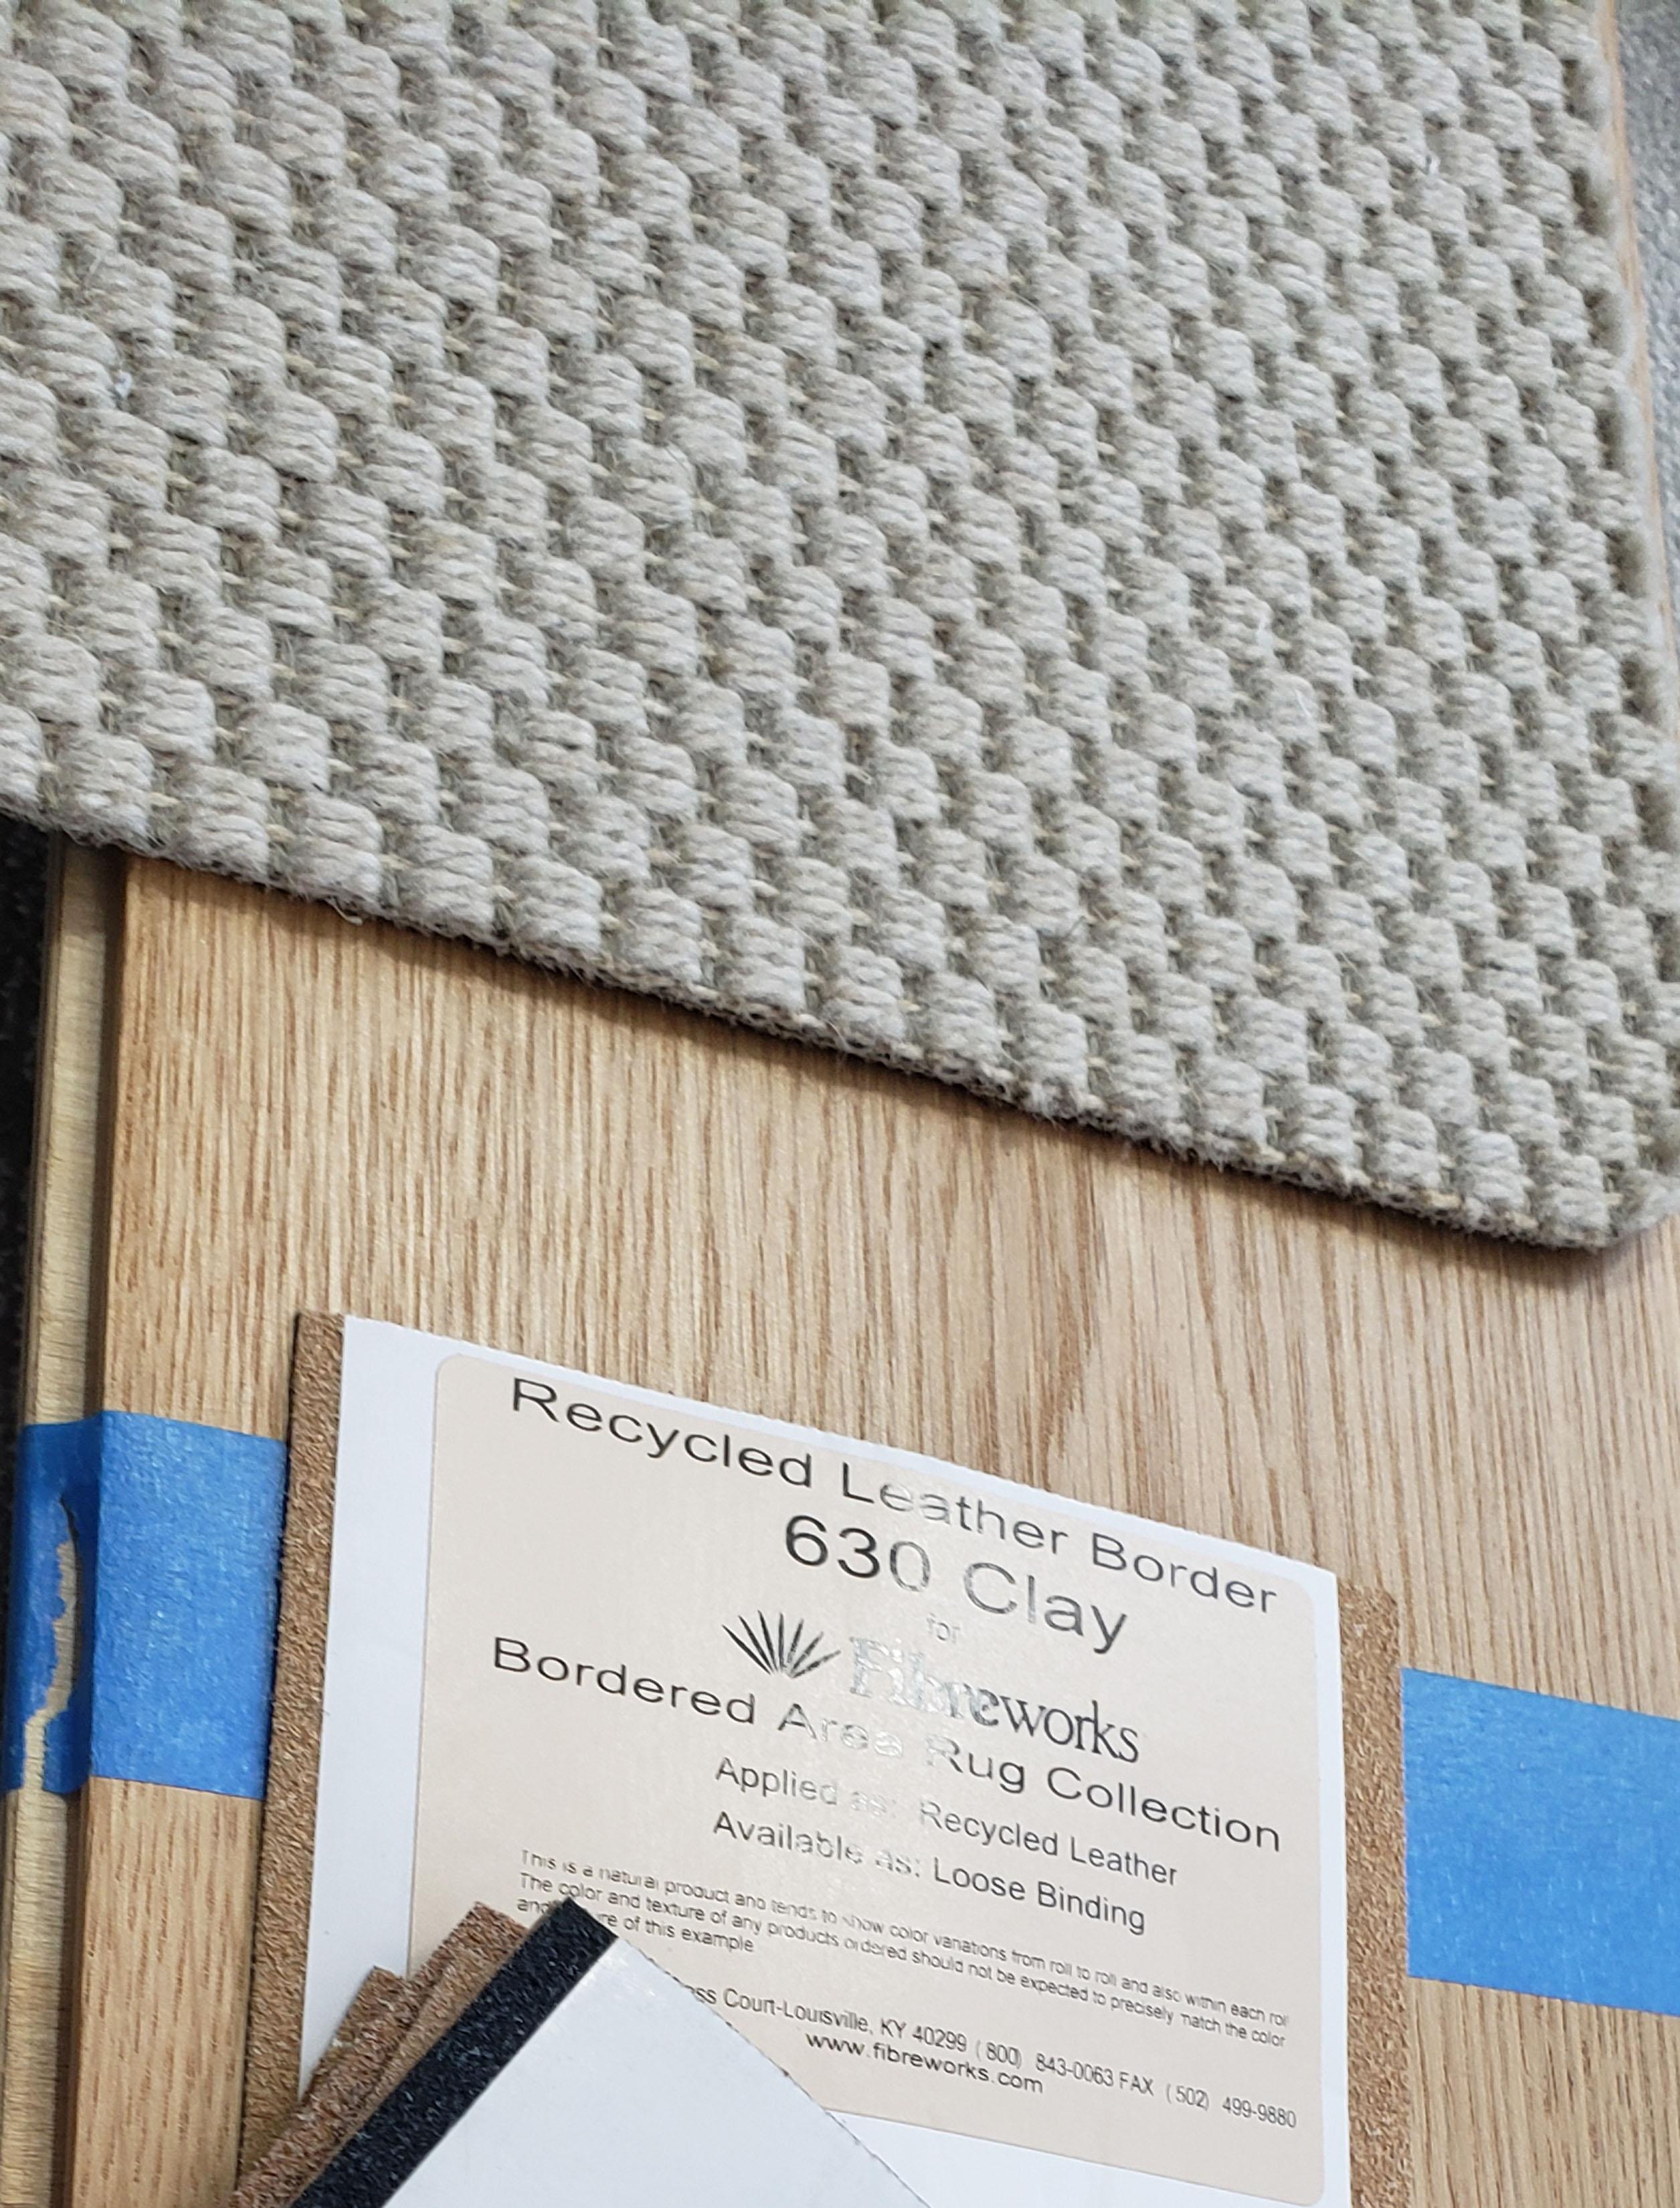 Recycled Leather Border
630 Clay
for
Fibreworks
Bordered Area Rug Collection
Applied as: Recycled Leather
Available as: Loose Binding
This is a natural product and tends to show color variations from roll to roll and also within each roll
The color and texture of any products ordered should not be expected to precisely match the color
and of this example
Court-Louisville, KY 40299 (800) 843-0063 FAX (502) 499-9880
www.fibreworks.com